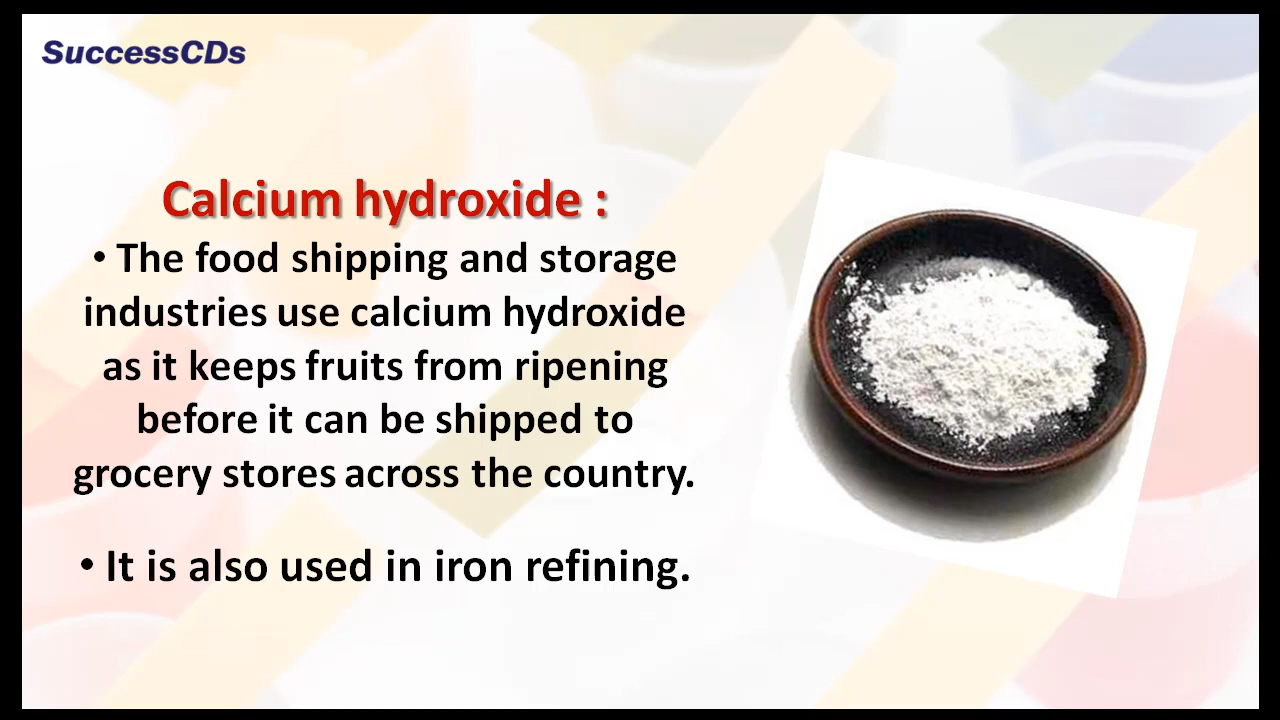 SuccessCDs
Calcium hydroxide :
• The food shipping and storage
industries use calcium hydroxide
as it keeps fruits from ripening
before it can be shipped to
grocery stores across the country.
• It is also used in iron refining.